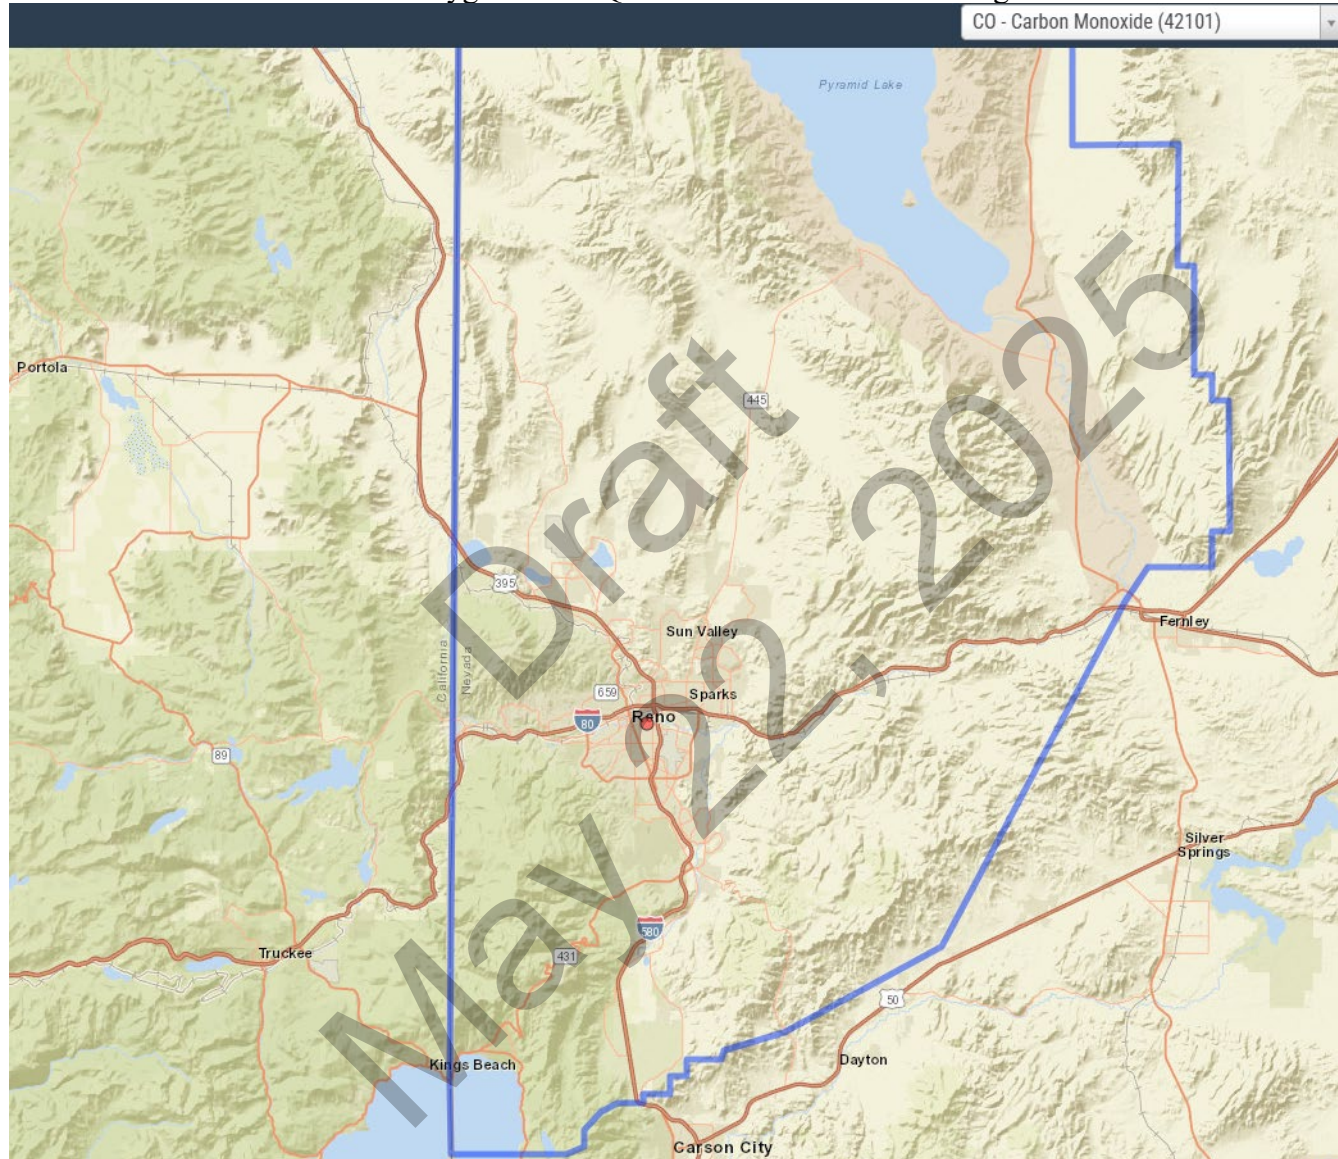 CO - Carbon Monoxide (42101)
Pyramid Lake
Portola
445
395
Sun Valley
California
Nevada
Fernley
659
Sparks
Reno
80
89
Silver
Springs
580
Truckee
431
50
Kings Beach
Dayton
Carson City
Draft
May 22, 2025